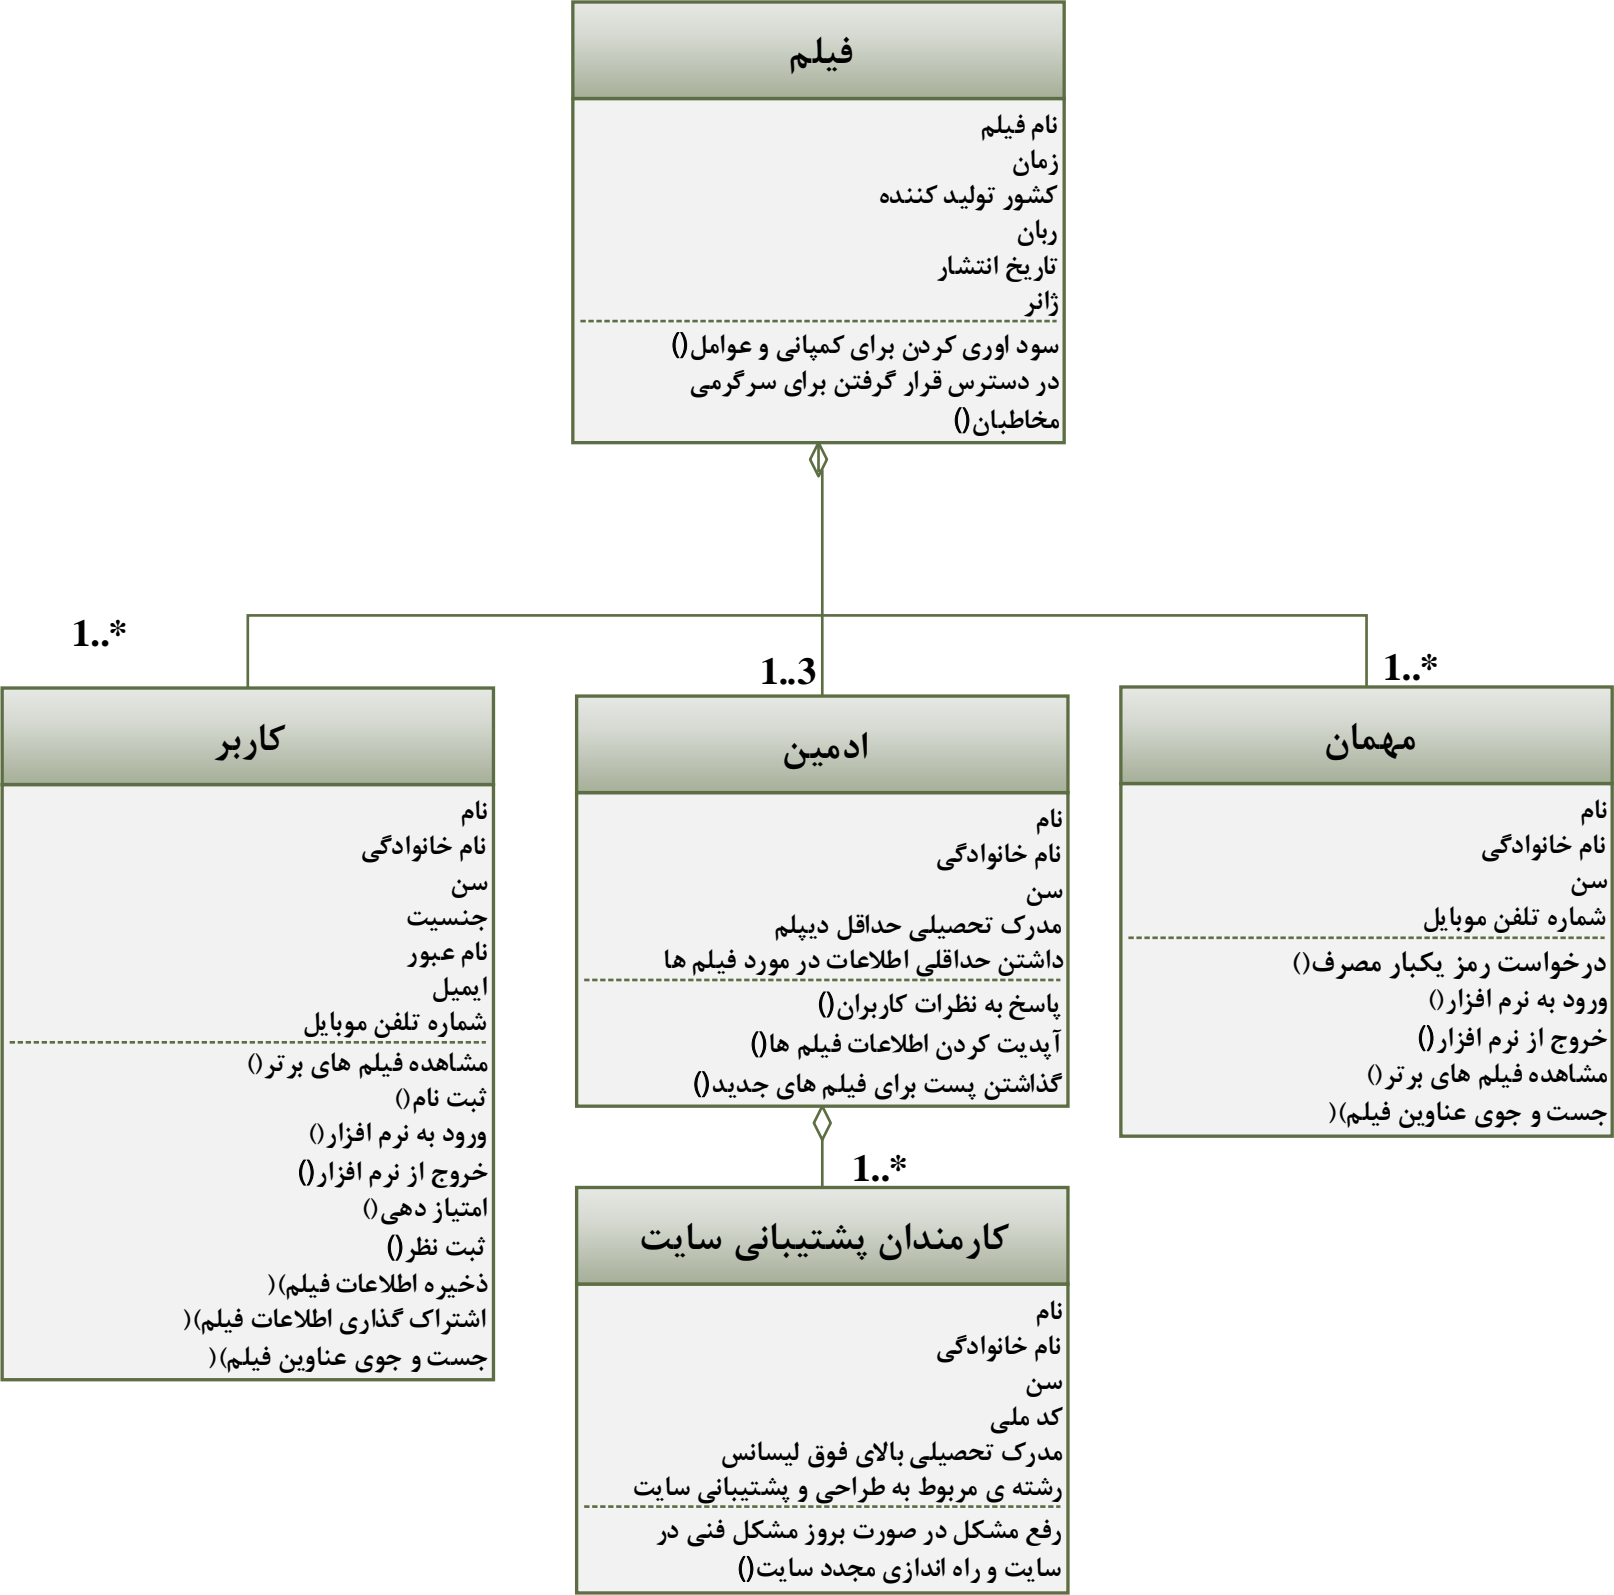 فیلم
نام فیلم
زمان
کشور تولید کننده
ربان
تاریخ انتشار
ژانر
سود اوری کردن برای کمپانی و عوامل()
در دسترس قرار گرفتن برای سرگرمی
مخاطبان()
1..*
1..3
1..*
کاربر
نام
نام خانوادگی
سن
جنسیت
نام عبور
ایمیل
شماره تلفن موبایل
مشاهده فیلم های برتر()
ثبت نام()
ورود به نرم افزار()
خروج از نرم افزار()
امتیاز دهی()
ثبت نظر()
ذخیره اطلاعات فیلم)(
اشتراک گذاری اطلاعات فیلم)(
جست و جوی عناوین فیلم)(
ادمین
نام
نام خانوادگی
سن
مدرک تحصیلی حداقل دیپلم
داشتن حداقلی اطلاعات در مورد فیلم ها
پاسخ به نظرات کاربران()
آپدیت کردن اطلاعات فیلم ها()
گذاشتن پست برای فیلم های جدید()
مهمان
نام
نام خانوادگی
سن
شماره تلفن موبایل
درخواست رمز یکبار مصرف()
ورود به نرم افزار()
خروج از نرم افزار()
مشاهده فیلم های برتر()
جست و جوی عناوین فیلم)(
1..*
کارمندان پشتیبانی سایت
نام
نام خانوادگی
سن
کد ملی
مدرک تحصیلی بالای فوق لیسانس
رشته ی مربوط به طراحی و پشتیبانی سایت
رفع مشکل در صورت بروز مشکل فنی در
سایت و راه اندازی مجدد سایت()